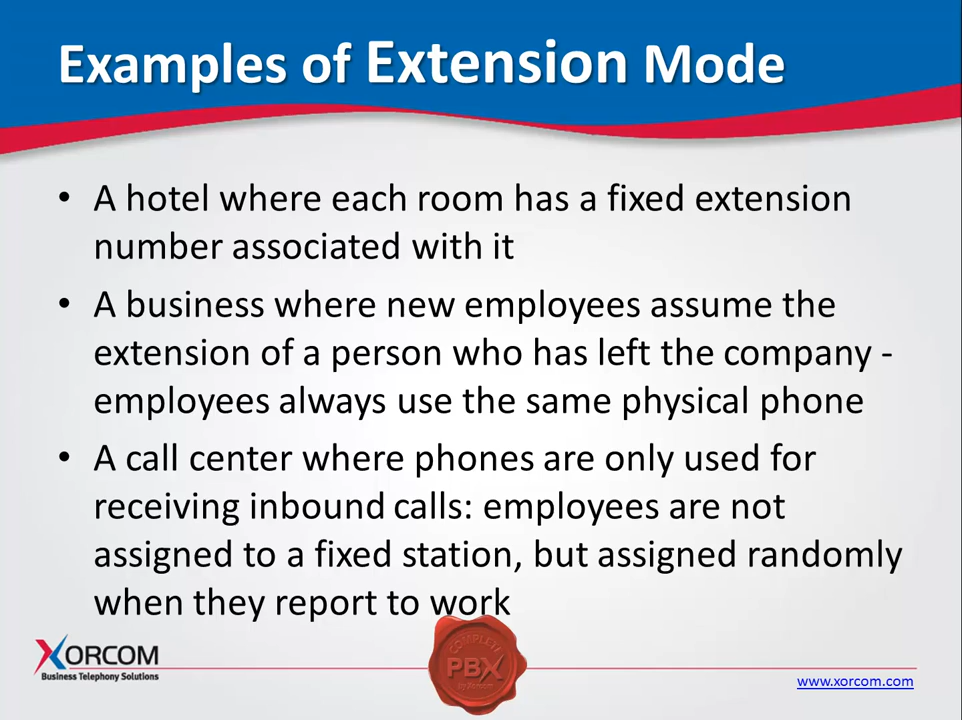 Examples of Extension Mode
• A hotel where each room has a fixed extension
number associated with it
• A business where new employees assume the
extension of a person who has left the company -
employees always use the same physical phone
• A call center where phones are only used for
receiving inbound calls: employees are not
assigned to a fixed station, but assigned randomly
when they report to work
XORCOM
Business Telephony Solutions
COMPLETE
PBX
by Xorcom
www.xorcom.com